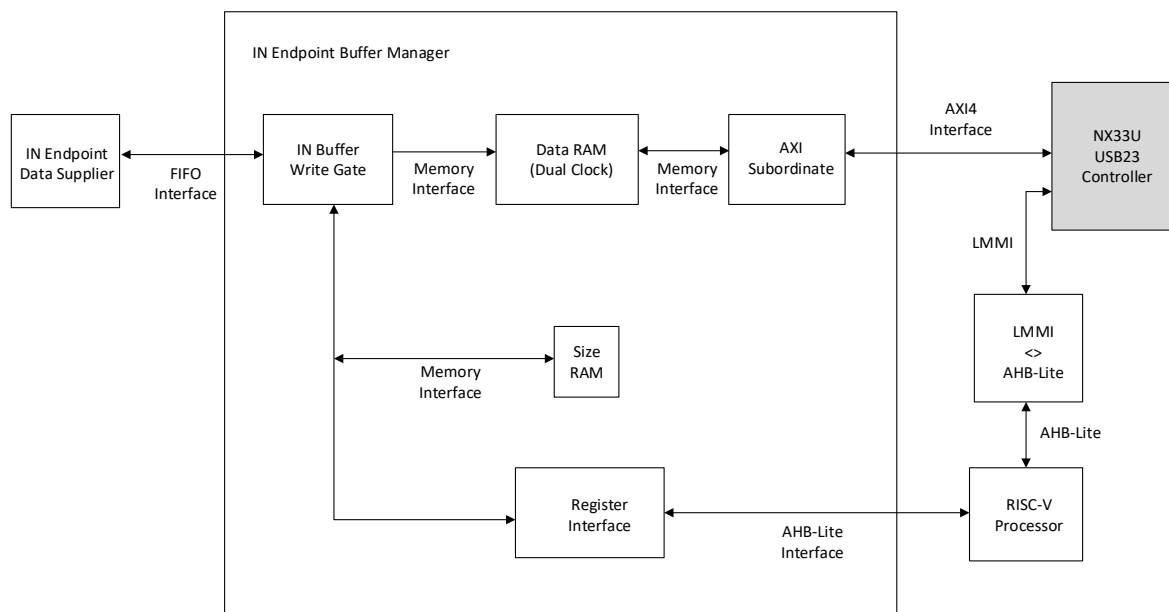 IN Endpoint Buffer Manager
IN Endpoint
Data Supplier
FIFO
Interface
IN Buffer
Write Gate
Memory
Interface
Data RAM
(Dual Clock)
Memory
Interface
AXI
Subordinate
AXI4
Interface
NX33U
USB23
Controller
LMMI
LMMI
<>
AHB-Lite
AHB-Lite
Memory
Interface
Size
RAM
Register
Interface
AHB-Lite
Interface
RISC-V
Processor